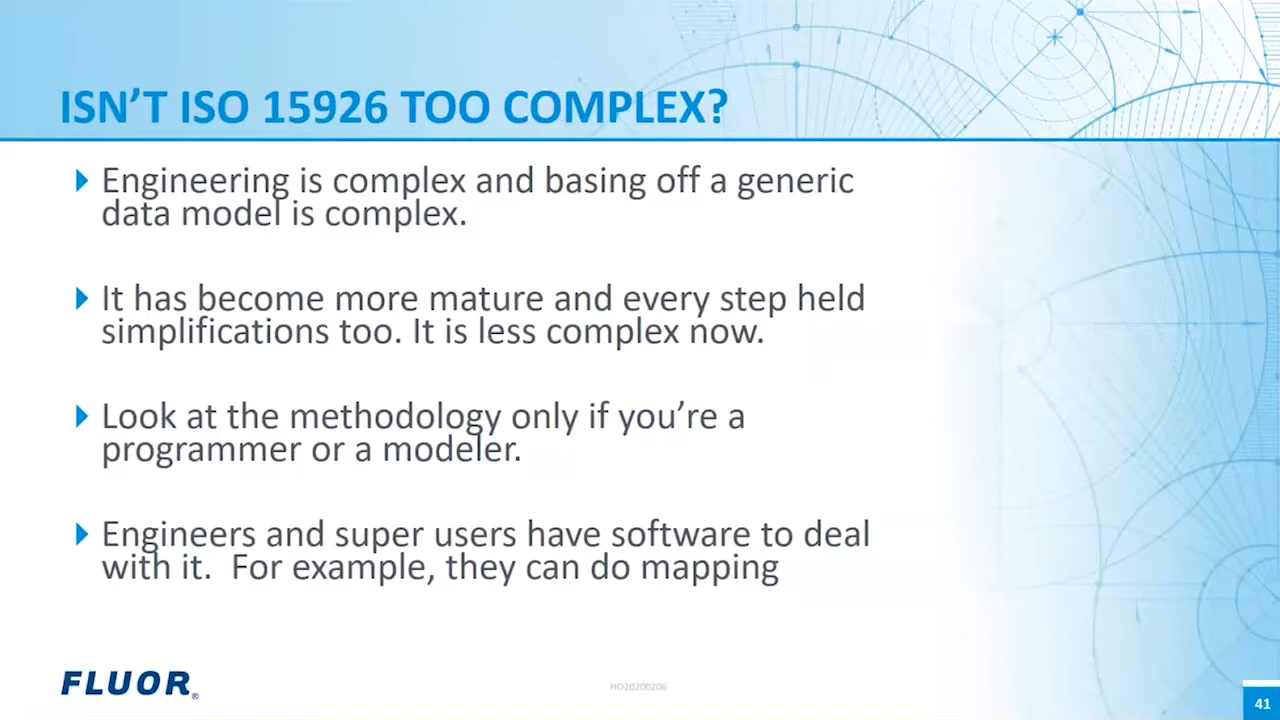 ISN’T ISO 15926 TOO COMPLEX?
Engineering is complex and basing off a generic
data model is complex.
It has become more mature and every step held
simplifications too. It is less complex now.
Look at the methodology only if you’re a
programmer or a modeler.
Engineers and super users have software to deal
with it.  For example, they can do mapping
FLUOR®
HO20200206
41